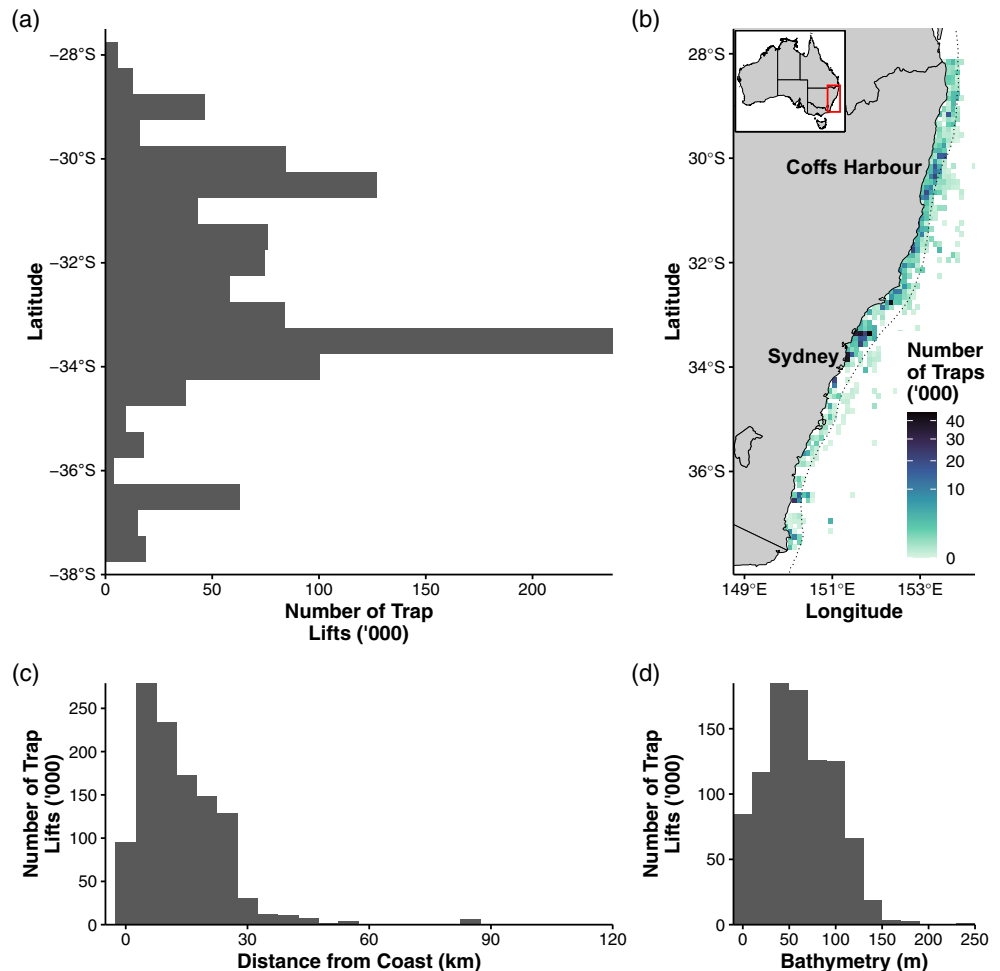 (a)
−28°S
−30°S
−32°S
−34°S
−36°S
−38°S
Latitude
0
50
100
150
200
Number of Trap
Lifts ('000)
(b)
28°S
30°S
32°S
34°S
36°S
Latitude
Coffs Harbour
Sydney
Number
of Traps
('000)
40
30
20
10
0
149°E
151°E
153°E
Longitude
(c)
250
200
150
100
50
0
Number of Trap
Lifts ('000)
0
30
60
90
120
Distance from Coast (km)
(d)
150
100
50
0
Number of Trap
Lifts ('000)
0
50
100
150
200
250
Bathymetry (m)